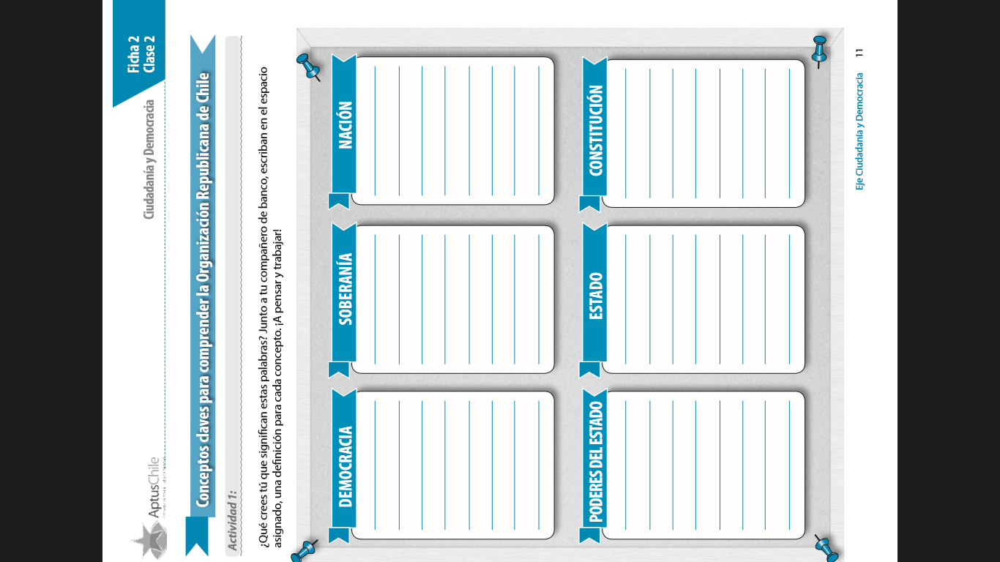 AptusChile
Ciudadanía y Democracia
Ficha 2
Clase 2
Conceptos claves para comprender la Organización Republicana de Chile
Actividad 1:
¿Qué crees tú que significan estas palabras? Junto a tu compañero de banco, escriban en el espacio
asignado, una definición para cada concepto. ¡A pensar y trabajar!
DEMOCRACIA
SOBERANÍA
NACIÓN
PODERES DEL ESTADO
ESTADO
CONSTITUCIÓN
Eje Ciudadanía y Democracia 11